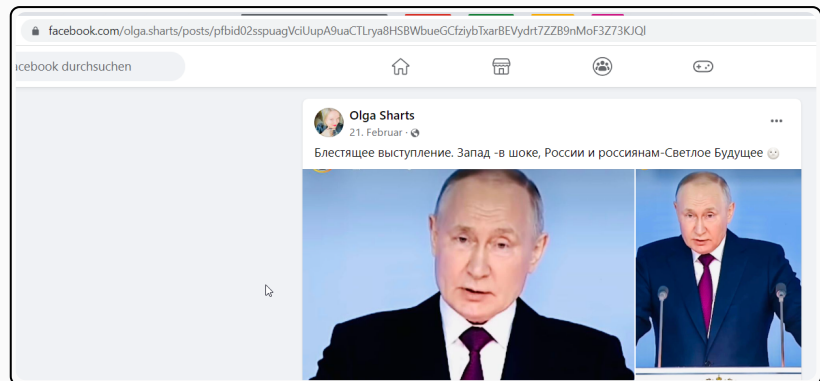 facebook.com/olga.sharts/posts/pfbid02sspuagVciUupA9uaCTLrya8HSBWbueGCfziybTxarBEVydrt7ZZB9nMoF3Z73KJQl
acebook durchsuchen
Olga Sharts
21. Februar ·
Блестящее выступление. Запад -в шоке, России и россиянам-Светлое Будущее